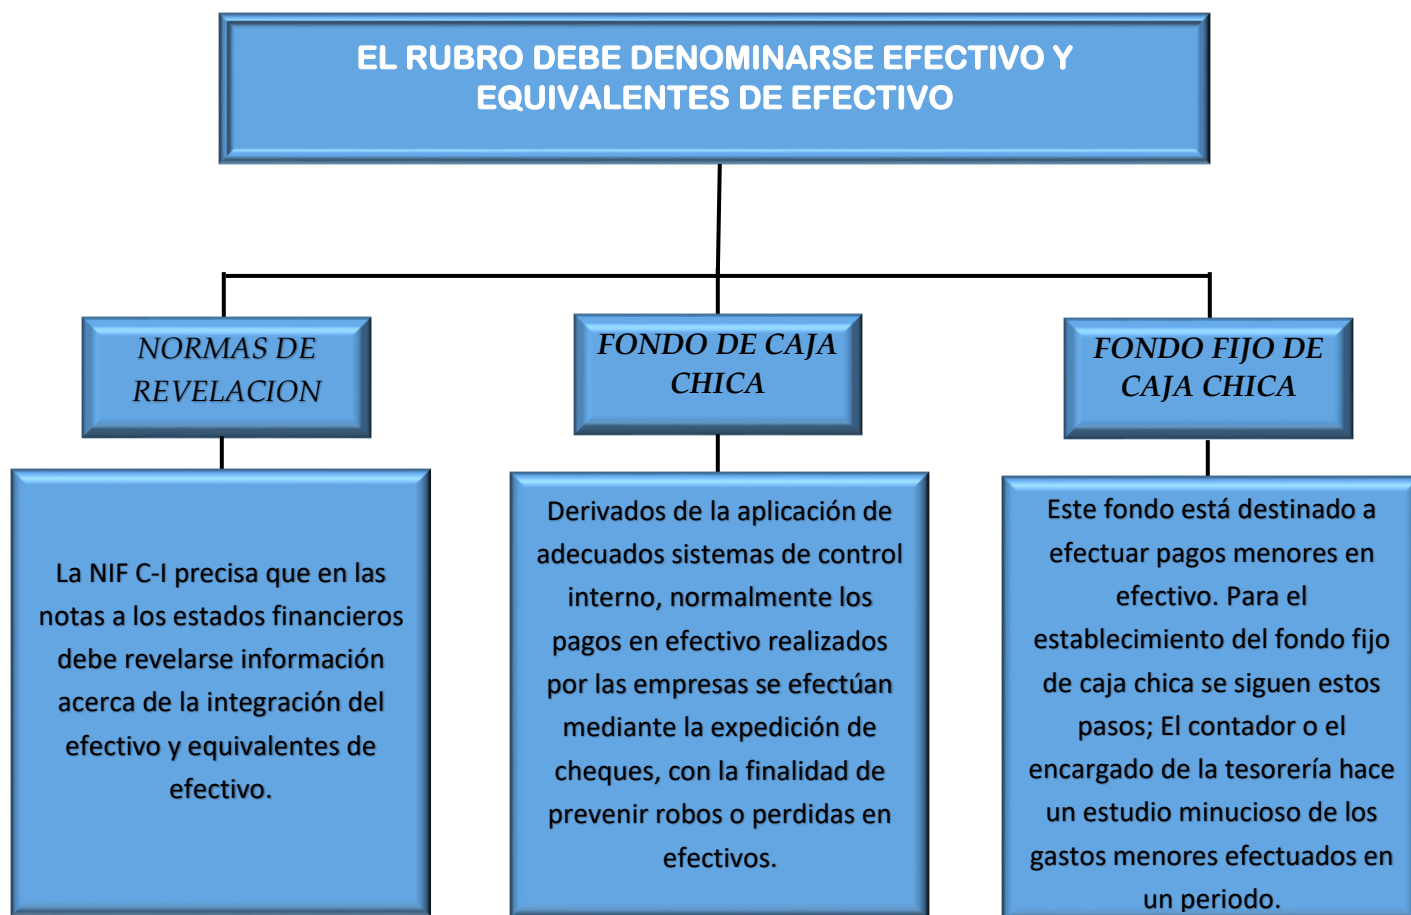 EL RUBRO DEBE DENOMINARSE EFECTIVO Y
EQUIVALENTES DE EFECTIVO
NORMAS DE
REVELACION
La NIF C-I precisa que en las
notas a los estados financieros
debe revelarse información
acerca de la integración del
efectivo y equivalentes de
efectivo.
FONDO DE CAJA
CHICA
Derivados de la aplicación de
adecuados sistemas de control
interno, normalmente los
pagos en efectivo realizados
por las empresas se efectúan
mediante la expedición de
cheques, con la finalidad de
prevenir robos o perdidas en
efectivos.
FONDO FIJO DE
CAJA CHICA
Este fondo está destinado a
efectuar pagos menores en
efectivo. Para el
establecimiento del fondo fijo
de caja chica se siguen estos
pasos; El contador o el
encargado de la tesorería hace
un estudio minucioso de los
gastos menores efectuados en
un periodo.